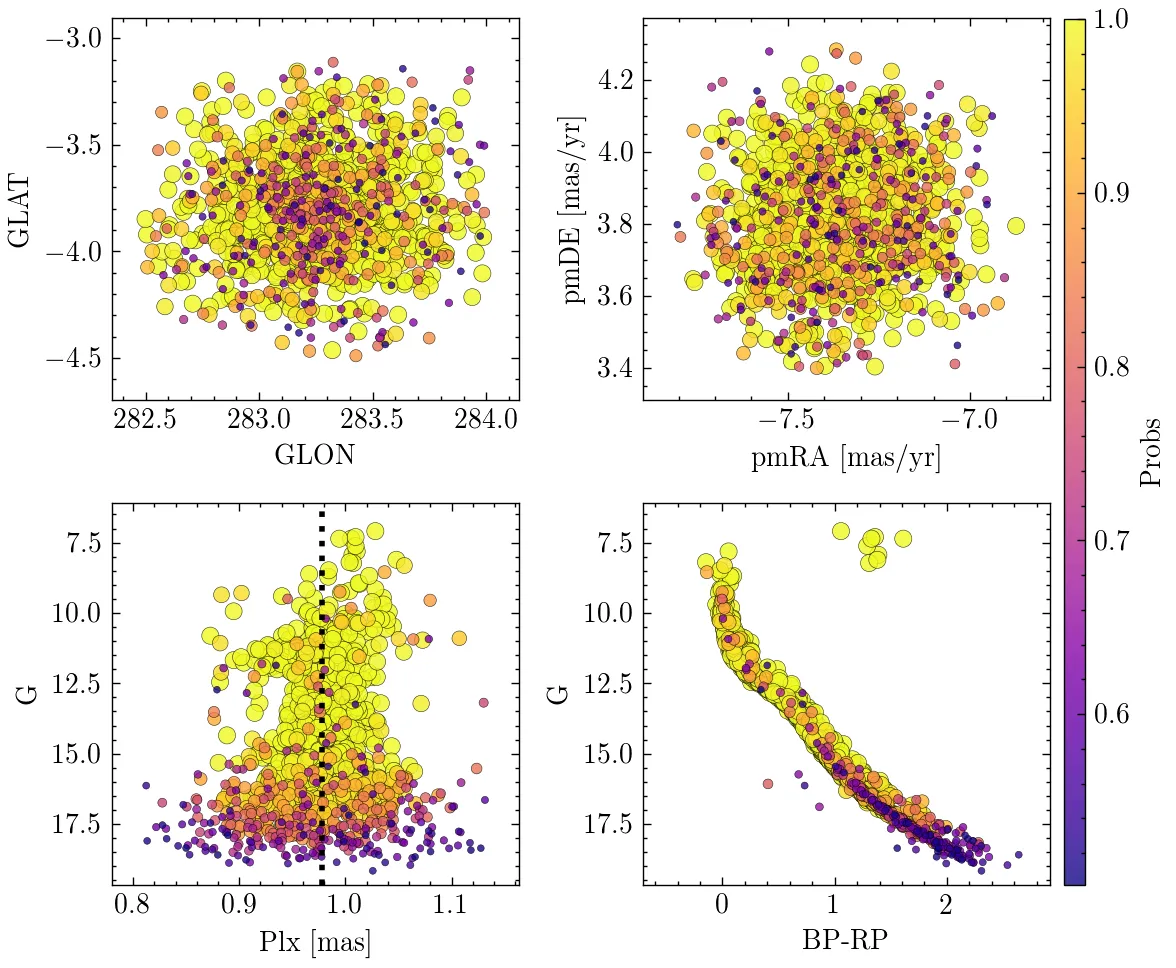 −3.0
−3.5
−4.0
−4.5
GLAT
282.5 283.0 283.5 284.0
GLON
4.2
4.0
3.8
3.6
3.4
pmDE [mas/yr]
−7.5 −7.0
pmRA [mas/yr]
1.0
0.9
0.8
0.7
0.6
Probs
7.5
10.0
12.5
15.0
17.5
G
0.8 0.9 1.0 1.1
Plx [mas]
7.5
10.0
12.5
15.0
17.5
G
0 1 2
BP-RP